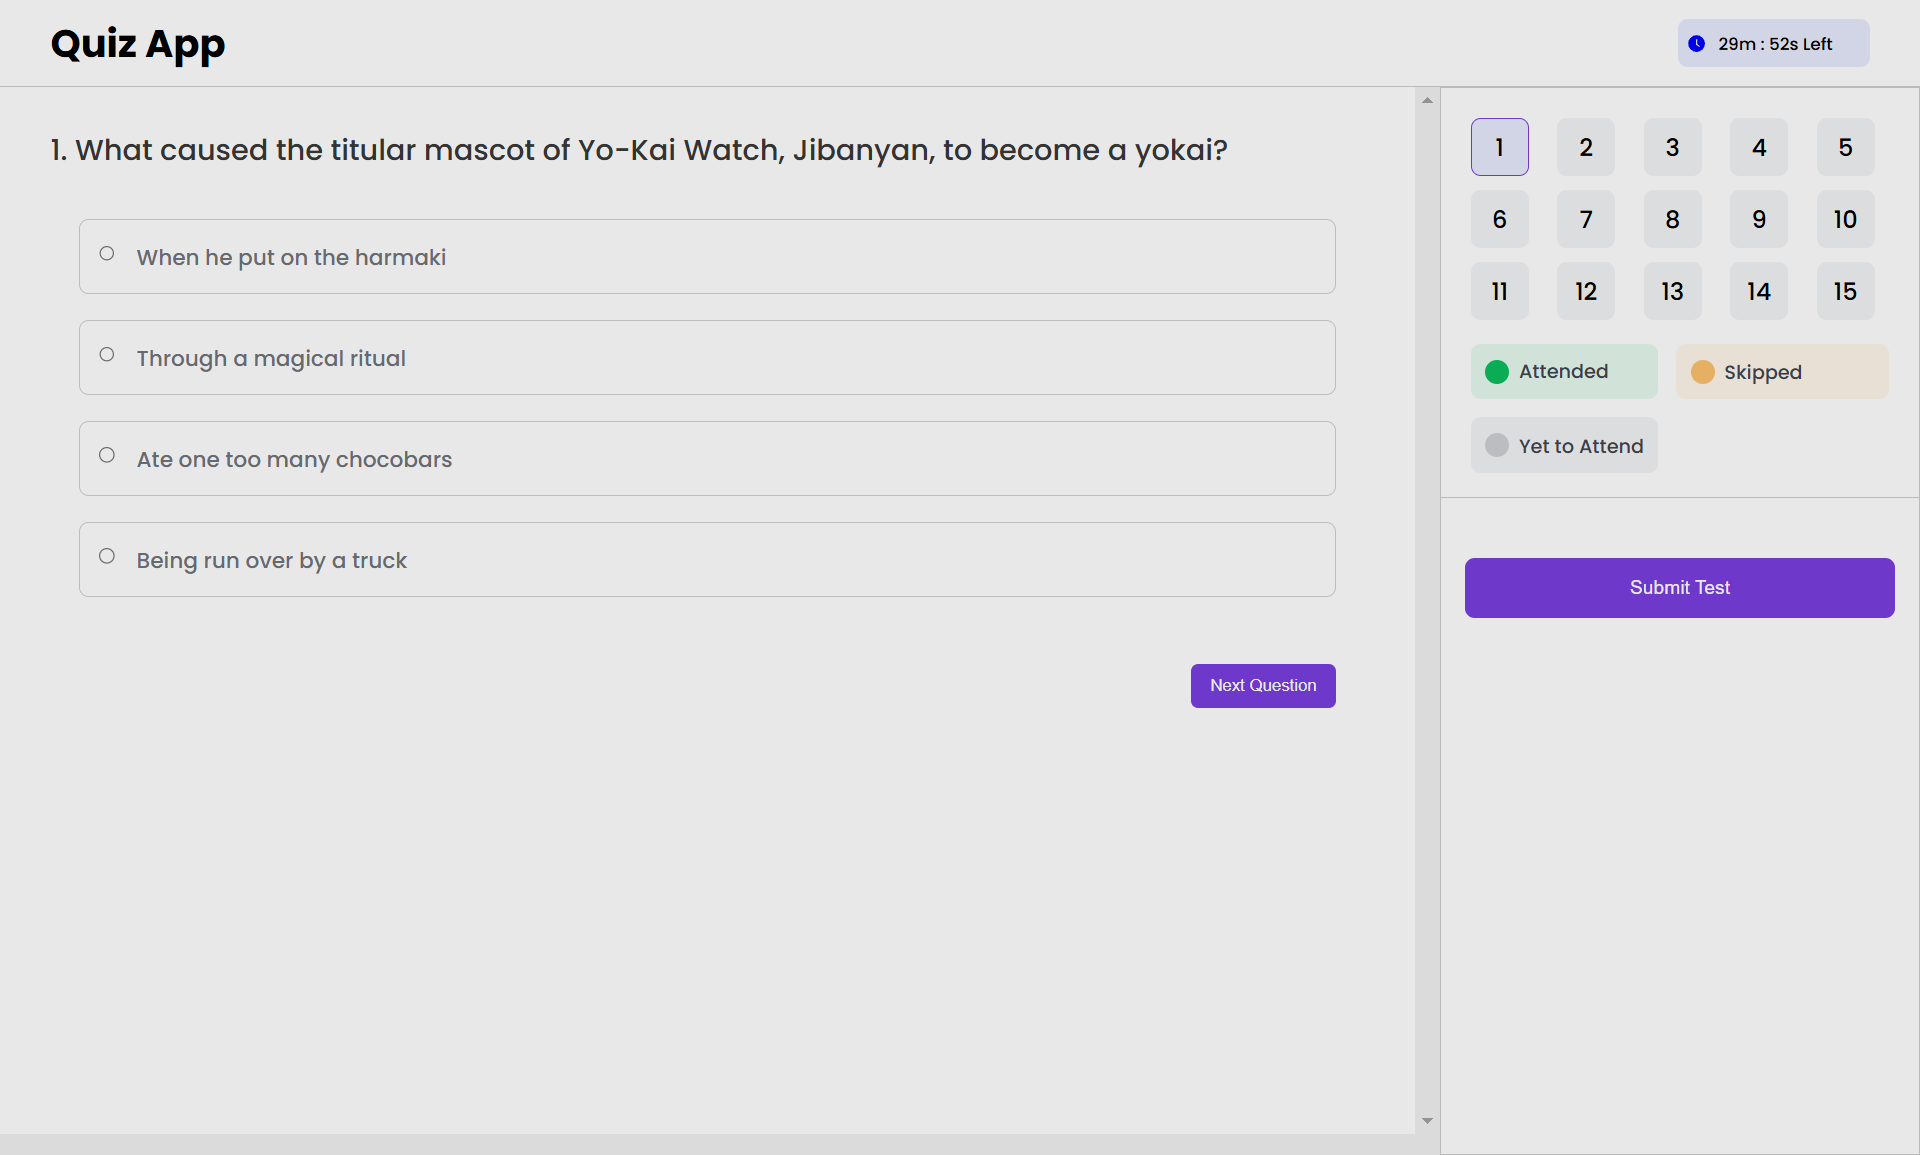 Quiz App
29m : 52s Left
1. What caused the titular mascot of Yo-Kai Watch, Jibanyan, to become a yokai?
When he put on the harmaki
Through a magical ritual
Ate one too many chocobars
Being run over by a truck
Next Question
1 2 3 4 5
6 7 8 9 10
11 12 13 14 15
Attended Skipped
Yet to Attend
Submit Test